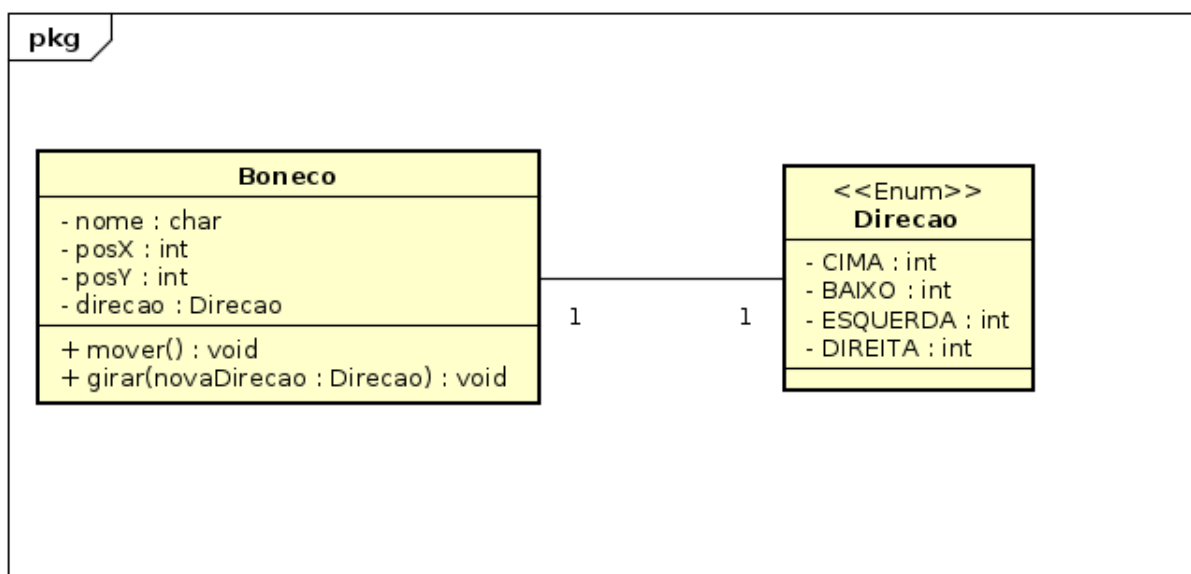 pkg
Boneco
- nome : char
- posX : int
- posY : int
- direcao : Direcao
+ mover() : void
+ girar(novaDirecao : Direcao) : void
1
1
<<Enum>>
Direcao
- CIMA : int
- BAIXO : int
- ESQUERDA : int
- DIREITA : int